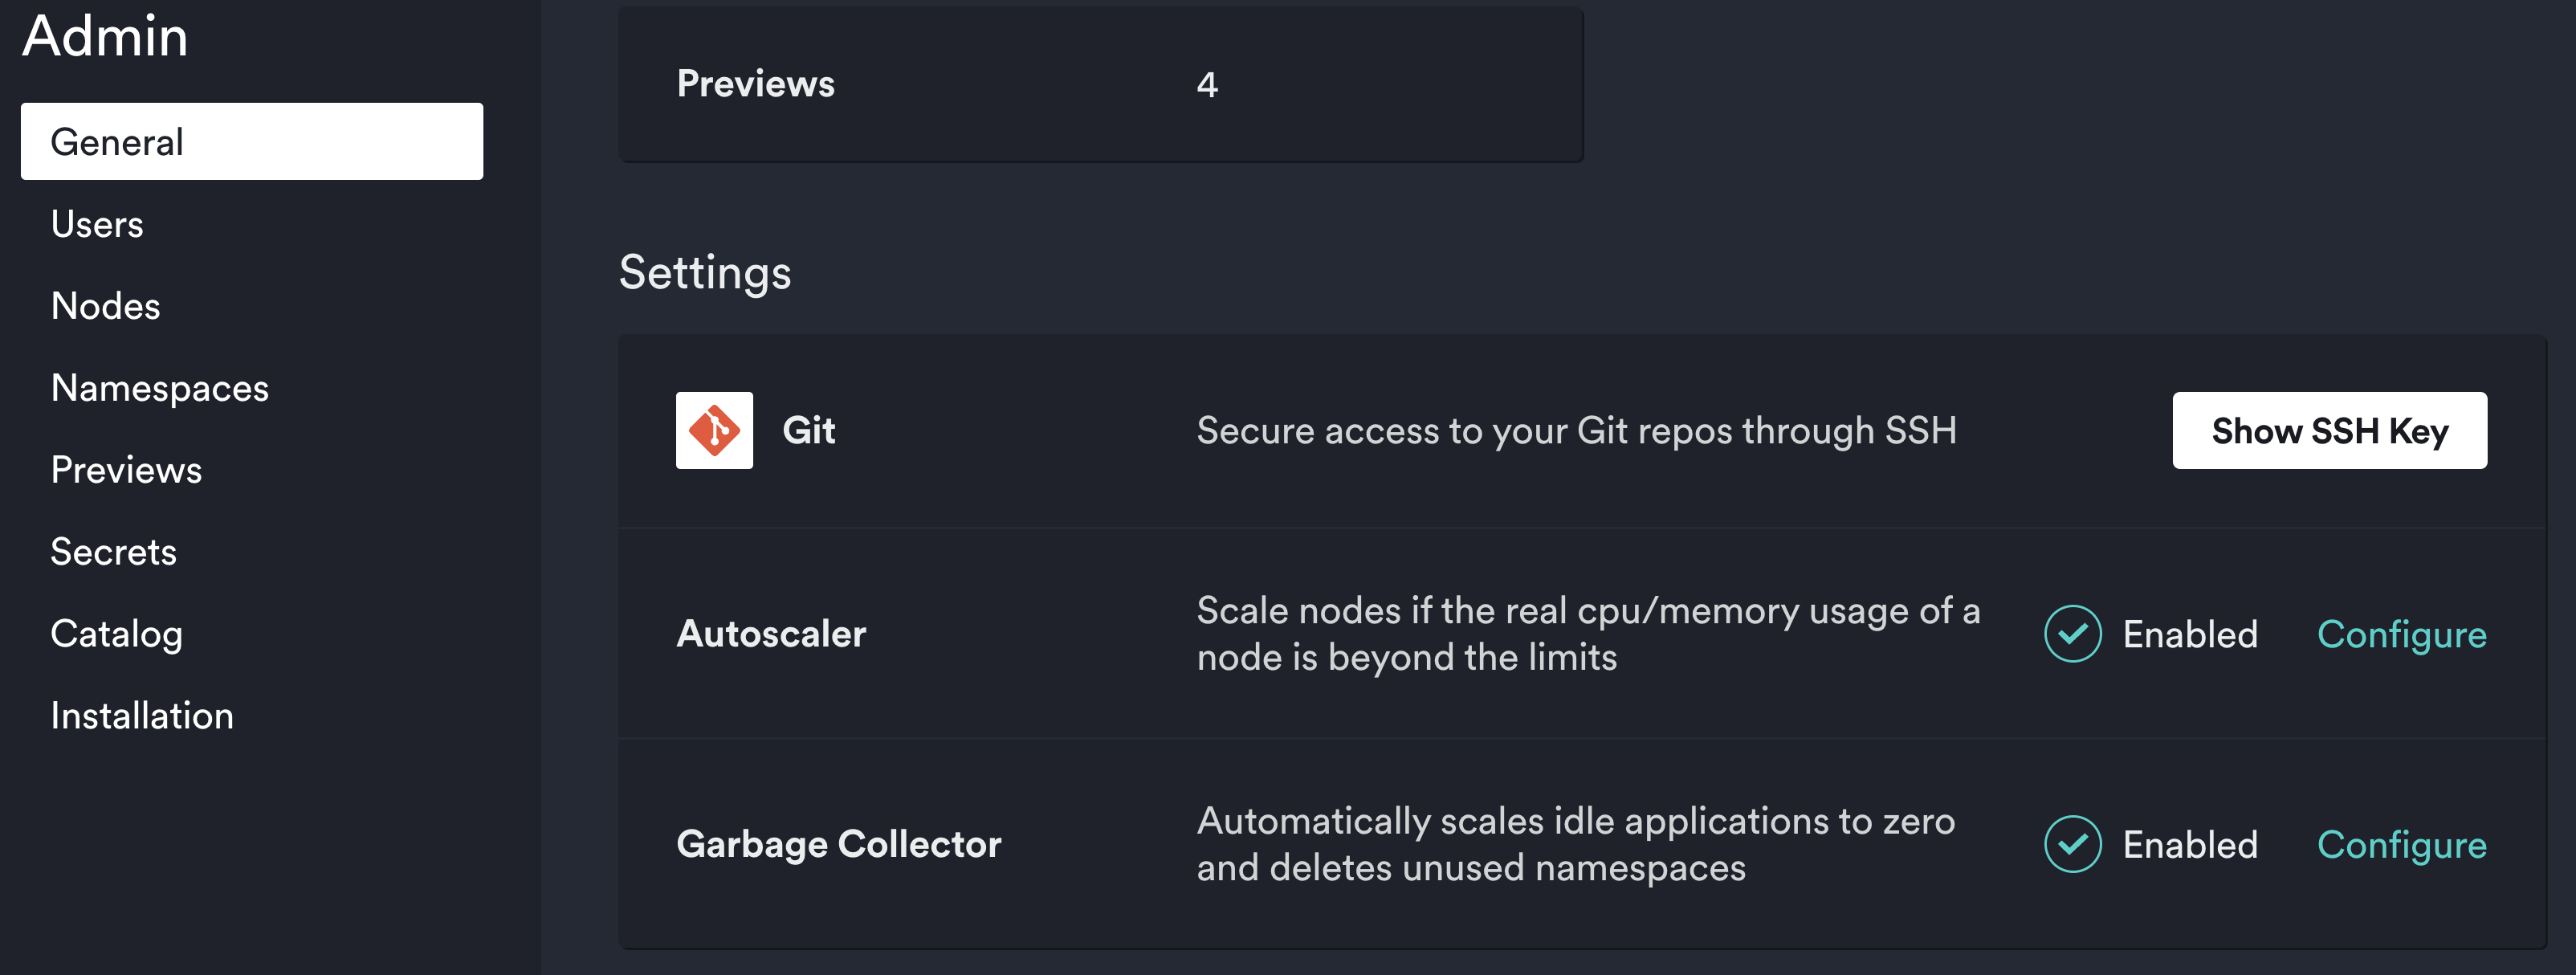 Admin
General
Users
Nodes
Namespaces
Previews
Secrets
Catalog
Installation
Previews 4
Settings
Git Secure access to your Git repos through SSH Show SSH Key
Autoscaler Scale nodes if the real cpu/memory usage of a
node is beyond the limits Enabled Configure
Garbage Collector Automatically scales idle applications to zero
and deletes unused namespaces Enabled Configure